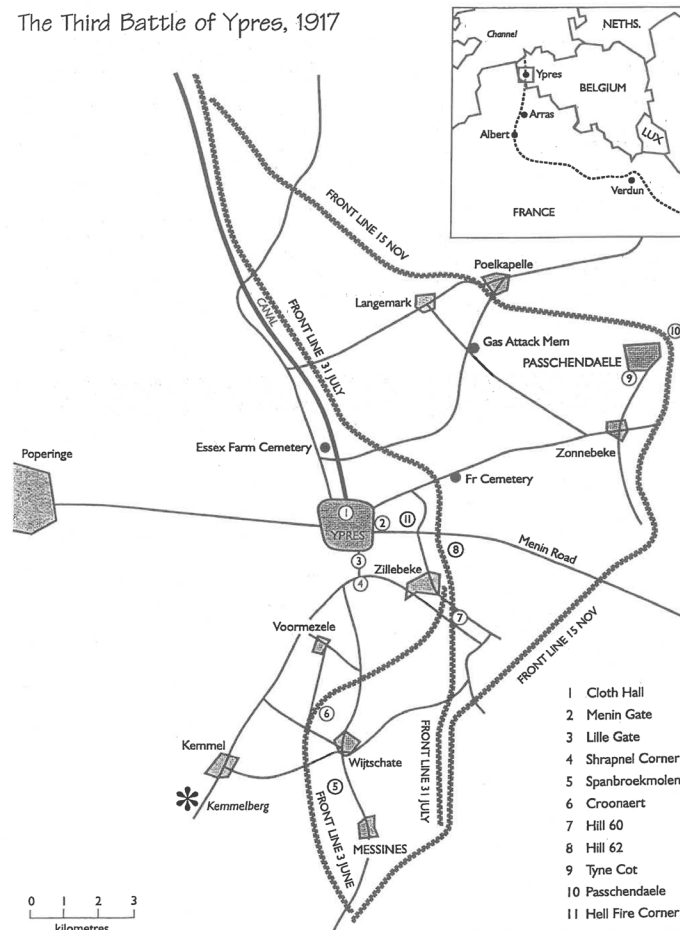 The Third Battle of Ypres, 1917
Channel
NETHS.
Ypres
BELGIUM
Arras
Albert
LUX
Verdun
FRANCE
FRONT LINE 15 NOV
Poelkapelle
Langemark
CANAL
FRONT LINE 31 JULY
Gas Attack Mem
10
PASSCHENDAELE
9
Essex Farm Cemetery
Zonnebeke
Poperinge
Fr Cemetery
1
YPRES
2
11
3
8
Menin Road
4
Zillebeke
7
Voormezele
FRONT LINE 15 NOV
6
Kemmel
Wijtschate
FRONT LINE 31 JULY
Kemmelberg
5
FRONT LINE 3 JUNE
MESSINES
1 Cloth Hall
2 Menin Gate
3 Lille Gate
4 Shrapnel Corner
5 Spanbroekmolen
6 Croonaert
7 Hill 60
8 Hill 62
9 Tyne Cot
10 Passchendaele
11 Hell Fire Corner
0 1 2 3
kilometres